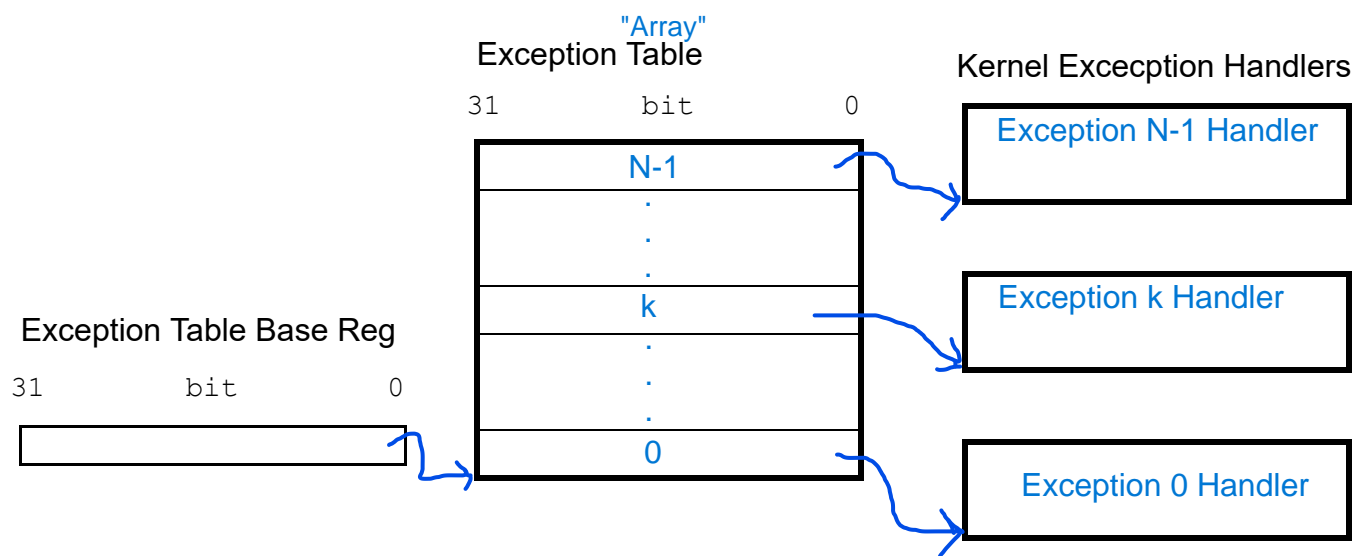 "Array"
Exception Table
Kernel Excecption Handlers
31 bit 0
Exception N-1 Handler
N-1
.
.
.
k
Exception k Handler
Exception Table Base Reg
.
.
.
31 bit 0
0
Exception 0 Handler